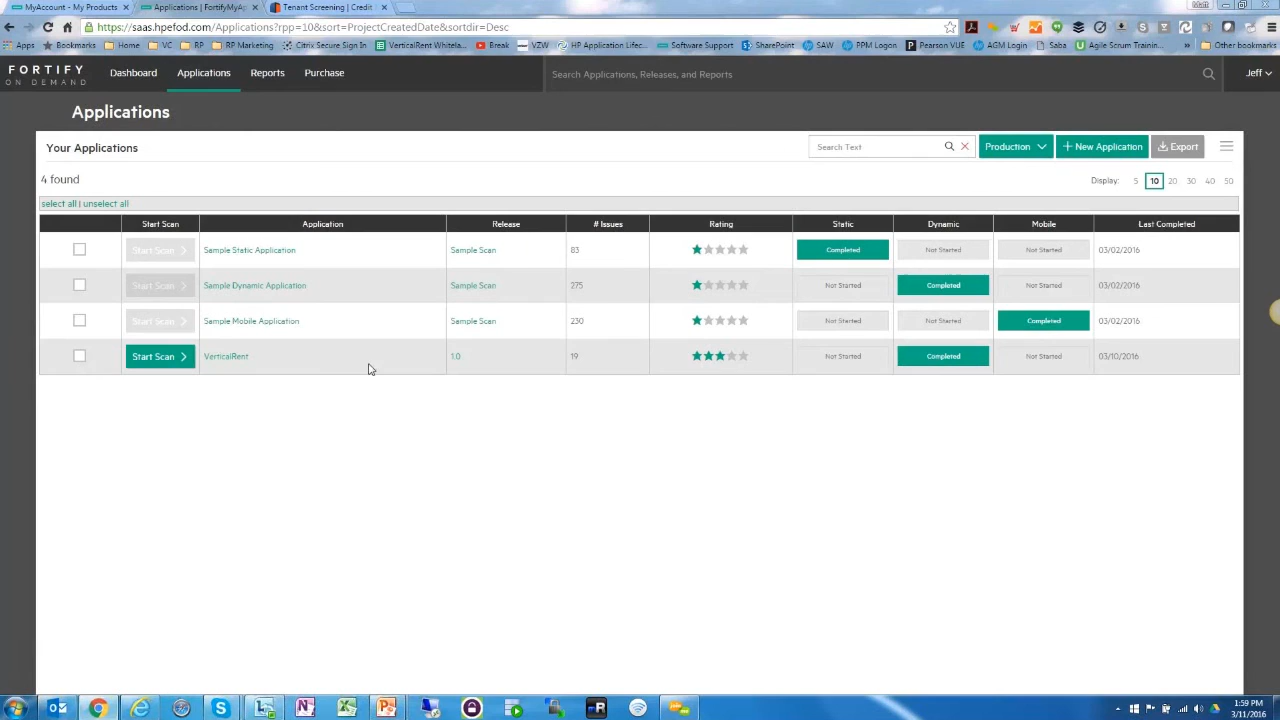 MyAccount - My Products
Applications | FortifyMyAp
Tenant Screening | Credit
Matt
https://saas.hpefod.com/Applications?rpp=10&sort=ProjectCreatedDate&sortdir=Desc
Apps Bookmarks Home VC RP RP Marketing Citrix Secure Sign In VerticalRent Whitela... Break VZW HP Application Lifec... Software Support SharePoint SAW PPM Logon Pearson VUE AGM Login Saba Agile Scrum Trainin... » Other bookmarks
FORTIFY
ON DEMAND
Dashboard Applications Reports Purchase
Search Applications, Releases, and Reports
Jeff
Applications
Your Applications
Search Text
Production
+ New Application
Export
4 found
Display: 5 10 20 30 40 50
select all | unselect all
Start Scan Application Release # Issues Rating Static Dynamic Mobile Last Completed
Start Scan Sample Static Application Sample Scan 83 Completed Not Started Not Started 03/02/2016
Start Scan Sample Dynamic Application Sample Scan 275 Not Started Completed Not Started 03/02/2016
Start Scan Sample Mobile Application Sample Scan 230 Not Started Not Started Completed 03/02/2016
Start Scan VerticalRent 1.0 19 Not Started Completed Not Started 03/10/2016
1:59 PM
3/11/2016